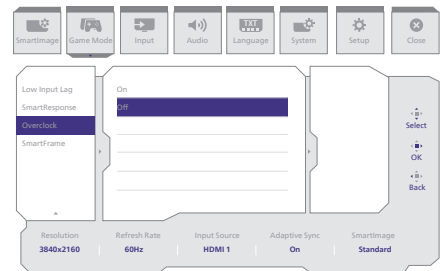 SmartImage
Game Mode
Input
Audio
TXT
Language
System
Setup
Close
Low Input Lag
SmartResponse
Overclock
SmartFrame
On
Off
Select
OK
Back
Resolution
3840x2160
Refresh Rate
60Hz
Input Source
HDMI 1
Adaptive Sync
On
SmartImage
Standard